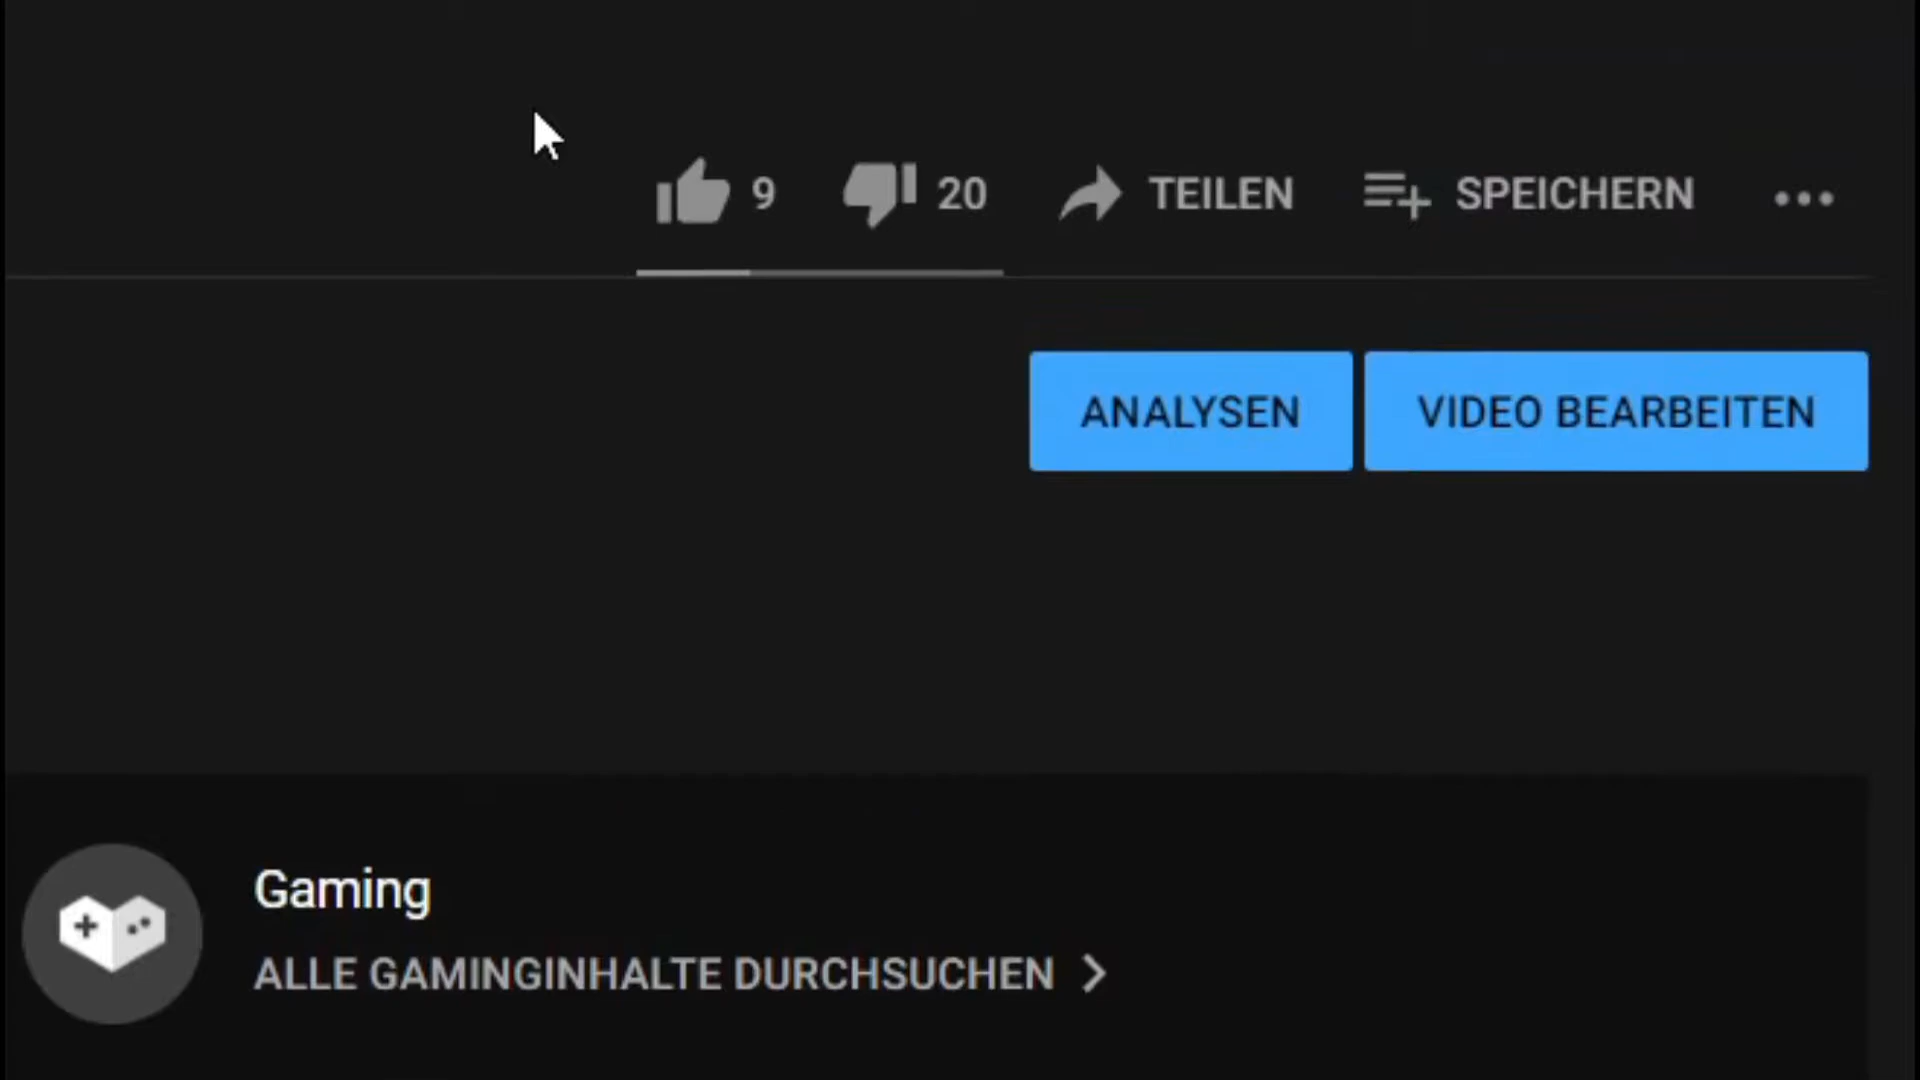 9 20 TEILEN SPEICHERN
ANALYSEN VIDEO BEARBEITEN
Gaming
ALLE GAMINGINHALTE DURCHSUCHEN